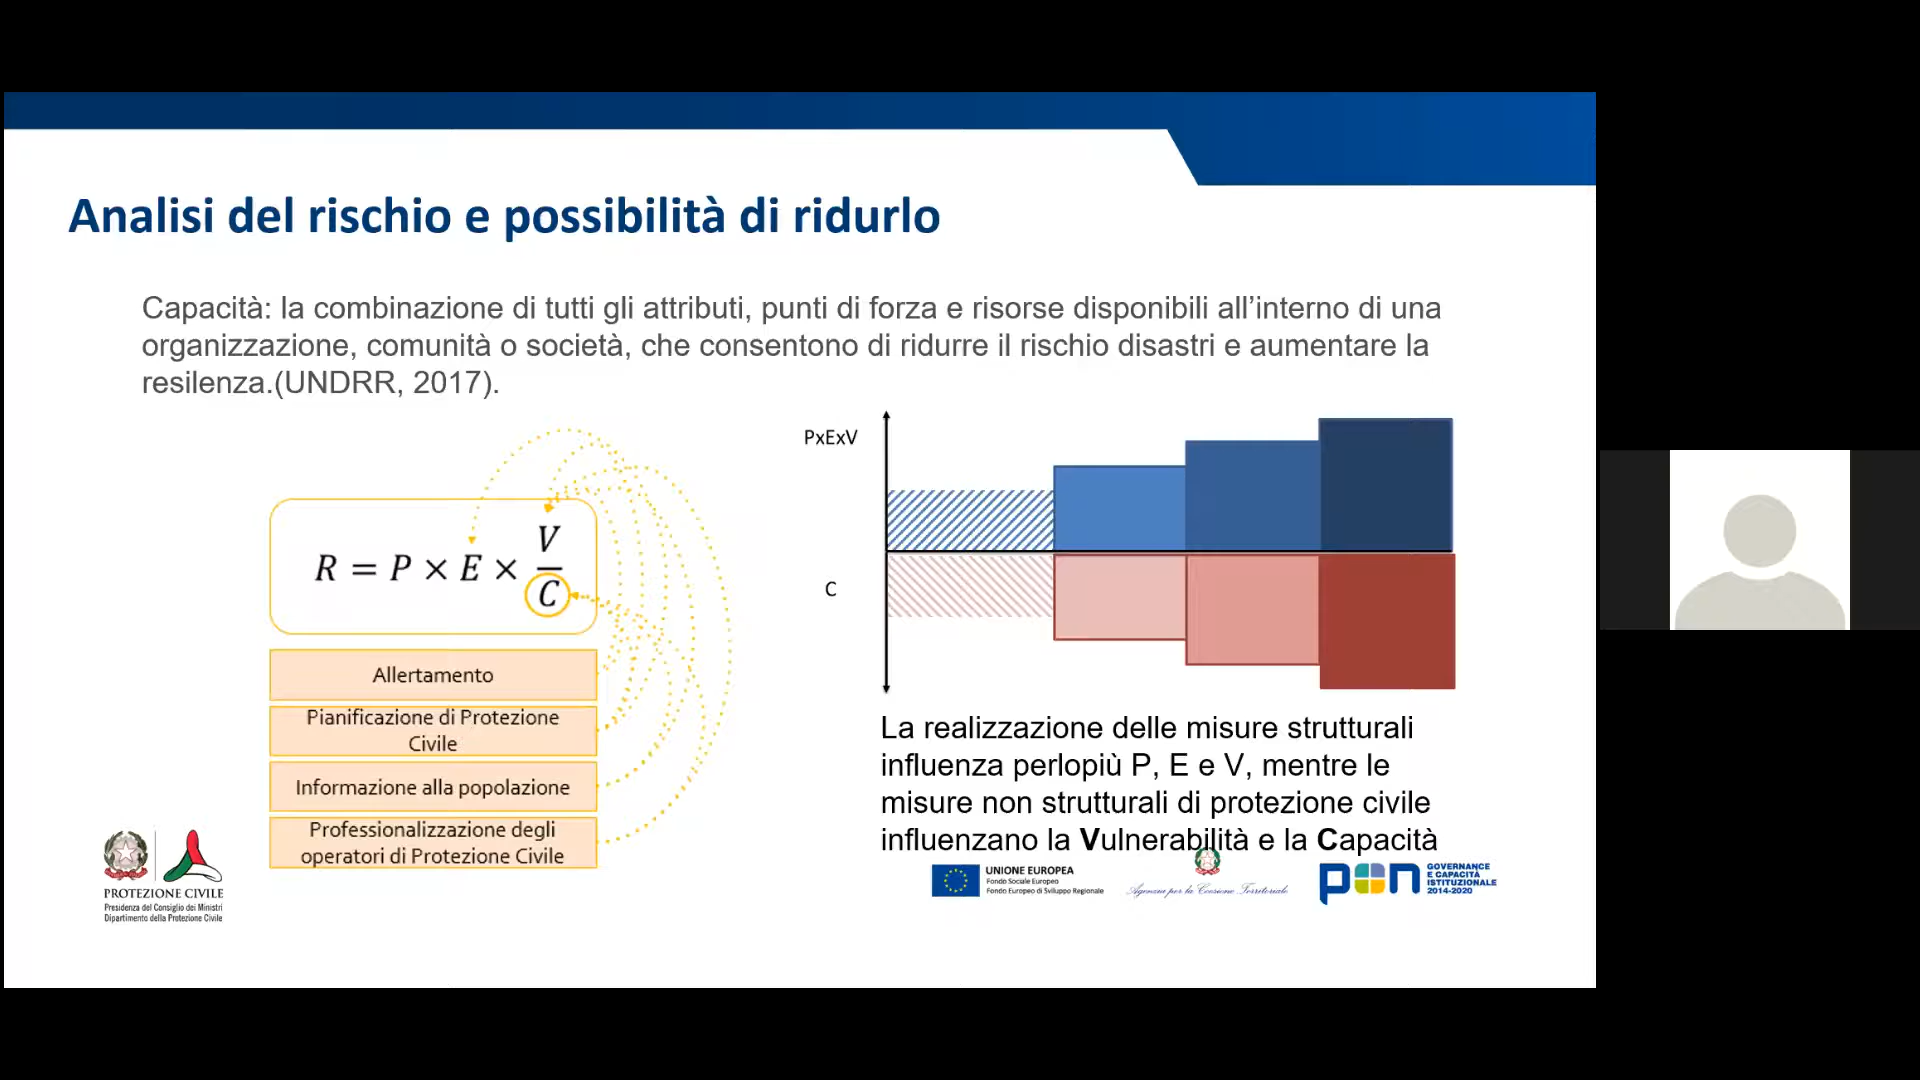 Analisi del rischio e possibilità di ridurlo
Capacità: la combinazione di tutti gli attributi, punti di forza e risorse disponibili all’interno di una
organizzazione, comunità o società, che consentono di ridurre il rischio disastri e aumentare la
resilenza.(UNDRR, 2017).
R = P × E × V/C
Allertamento
Pianificazione di Protezione
Civile
Informazione alla popolazione
Professionalizzazione degli
operatori di Protezione Civile
PxExV
C
La realizzazione delle misure strutturali
influenza perlopiù P, E e V, mentre le
misure non strutturali di protezione civile
influenzano la Vulnerabilità e la Capacità
PROTEZIONE CIVILE
Presidenza del Consiglio dei Ministri
Dipartimento della Protezione Civile
UNIONE EUROPEA
Fondo Sociale Europeo
Fondo Europeo di Sviluppo Regionale
Agenzia per la Coesione Territoriale
pon
GOVERNANCE
E CAPACITÀ
ISTITUZIONALE
2014-2020